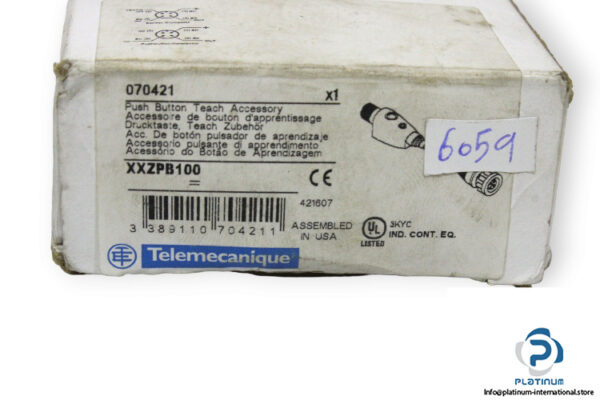 070421
x1
Push Button Teach Accessory
Accessoire de bouton d'apprentissage
Drucktaste, Teach Zubehör
Acc. De botón pulsador de aprendizaje
Accessorio pulsante di apprendimento
Acessório do Botão de Aprendizagem
XXZPB100
CE
421607
3 389110 704211
ASSEMBLED
IN USA
UL
LISTED
3KYC
IND. CONT. EQ.
Telemecanique
6059
PLATINUM
Info@platinum-international.store